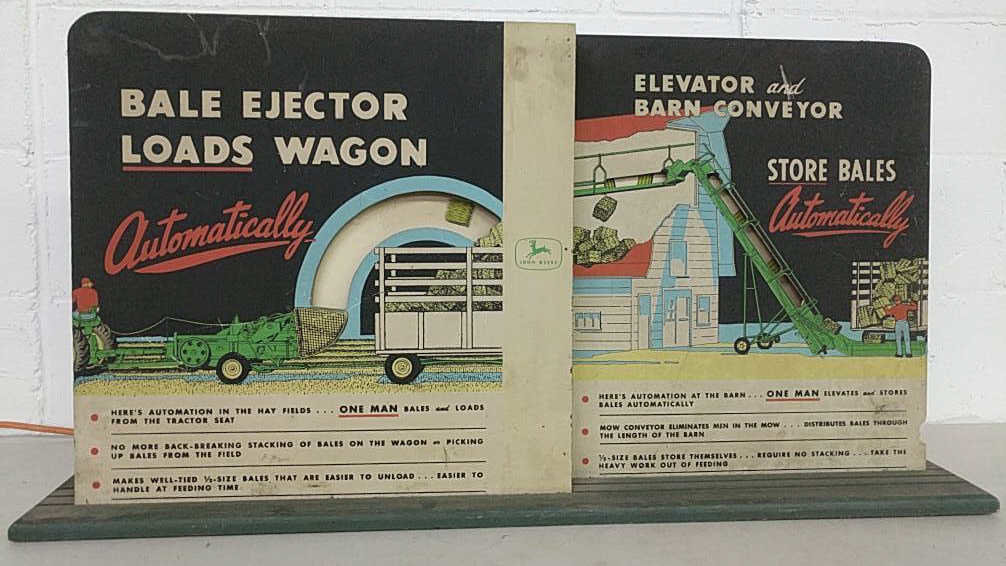 BALE EJECTOR
LOADS WAGON
Automatically
HERE'S AUTOMATION IN THE HAY FIELDS . . . ONE MAN BALES and LOADS
FROM THE TRACTOR SEAT
NO MORE BACK-BREAKING STACKING OF BALES ON THE WAGON or PICKING
UP BALES FROM THE FIELD
MAKES WELL-TIED ½-SIZE BALES THAT ARE EASIER TO UNLOAD . . . EASIER TO
HANDLE AT FEEDING TIME
JOHN DEERE
ELEVATOR and
BARN CONVEYOR
STORE BALES
Automatically
HERE'S AUTOMATION AT THE BARN . . . ONE MAN ELEVATES and STORES
BALES AUTOMATICALLY
MOW CONVEYOR ELIMINATES MEN IN THE MOW . . . DISTRIBUTES BALES THROUGH
THE LENGTH OF THE BARN
½-SIZE BALES STORE THEMSELVES . . . REQUIRE NO STACKING . . . TAKE THE
HEAVY WORK OUT OF FEEDING